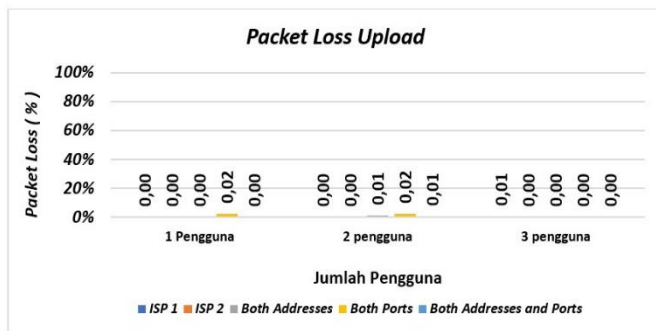 Packet Loss Upload
Packet Loss ( % )
100%
80%
60%
40%
20%
0%
0,00 0,00 0,00 0,02 0,00
0,00 0,00 0,01 0,02 0,01
0,01 0,00 0,00 0,00 0,00
1 Pengguna 2 pengguna 3 pengguna
Jumlah Pengguna
ISP 1 ISP 2 Both Addresses Both Ports Both Addresses and Ports